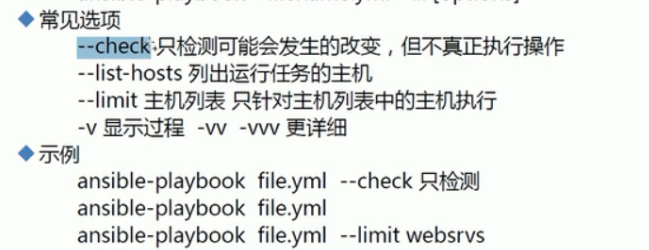 常见选项
--check 只检测可能会发生的改变，但不真正执行操作
--list-hosts 列出运行任务的主机
--limit 主机列表 只针对主机列表中的主机执行
-v 显示过程 -vv -vvv 更详细
示例
ansible-playbook file.yml --check 只检测
ansible-playbook file.yml
ansible-playbook file.yml --limit websrvs